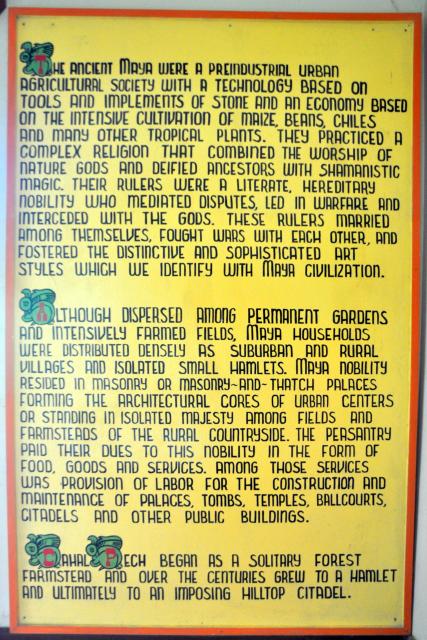 THE ANCIENT MAYA WERE A PREINDUSTRIAL URBAN
AGRICULTURAL SOCIETY WITH A TECHNOLOGY BASED ON
TOOLS AND IMPLEMENTS OF STONE AND AN ECONOMY BASED
ON THE INTENSIVE CULTIVATION OF MAIZE, BEANS, CHILES
AND MANY OTHER TROPICAL PLANTS. THEY PRACTICED A
COMPLEX RELIGION THAT COMBINED THE WORSHIP OF
NATURE GODS AND DEIFIED ANCESTORS WITH SHAMANISTIC
MAGIC. THEIR RULERS WERE A LITERATE, HEREDITARY
NOBILITY WHO MEDIATED DISPUTES, LED IN WARFARE AND
INTERCEDED WITH THE GODS. THESE RULERS MARRIED
AMONG THEMSELVES, FOUGHT WARS WITH EACH OTHER, AND
FOSTERED THE DISTINCTIVE AND SOPHISTICATED ART
STYLES WHICH WE IDENTIFY WITH MAYA CIVILIZATION.
ALTHOUGH DISPERSED AMONG PERMANENT GARDENS
AND INTENSIVELY FARMED FIELDS, MAYA HOUSEHOLDS
WERE DISTRIBUTED DENSELY AS SUBURBAN AND RURAL
VILLAGES AND ISOLATED SMALL HAMLETS. MAYA NOBILITY
RESIDED IN MASONRY OR MASONRY-AND-THATCH PALACES
FORMING THE ARCHITECTURAL CORES OF URBAN CENTERS
OR STANDING IN ISOLATED MAJESTY AMONG FIELDS AND
FARMSTEADS OF THE RURAL COUNTRYSIDE. THE PEASANTRY
PAID THEIR DUES TO THIS NOBILITY IN THE FORM OF
FOOD, GOODS AND SERVICES. AMONG THOSE SERVICES
WAS PROVISION OF LABOR FOR THE CONSTRUCTION AND
MAINTENANCE OF PALACES, TOMBS, TEMPLES, BALLCOURTS,
CITADELS AND OTHER PUBLIC BUILDINGS.
CAHAL PECH BEGAN AS A SOLITARY FOREST
FARMSTEAD AND OVER THE CENTURIES GREW TO A HAMLET
AND ULTIMATELY TO AN IMPOSING HILLTOP CITADEL.